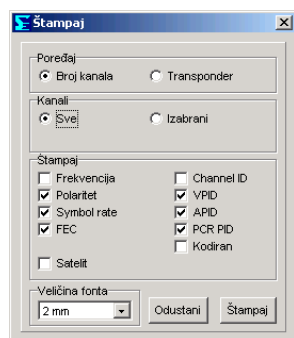 Štampaj
Poređaj
Broj kanala Transponder
Kanali
Sve Izabrani
Štampaj
Frekvencija Channel ID
Polaritet VPID
Symbol rate APID
FEC PCR PID
Kodiran
Satelit
Veličina fonta
2 mm Odustani Štampaj